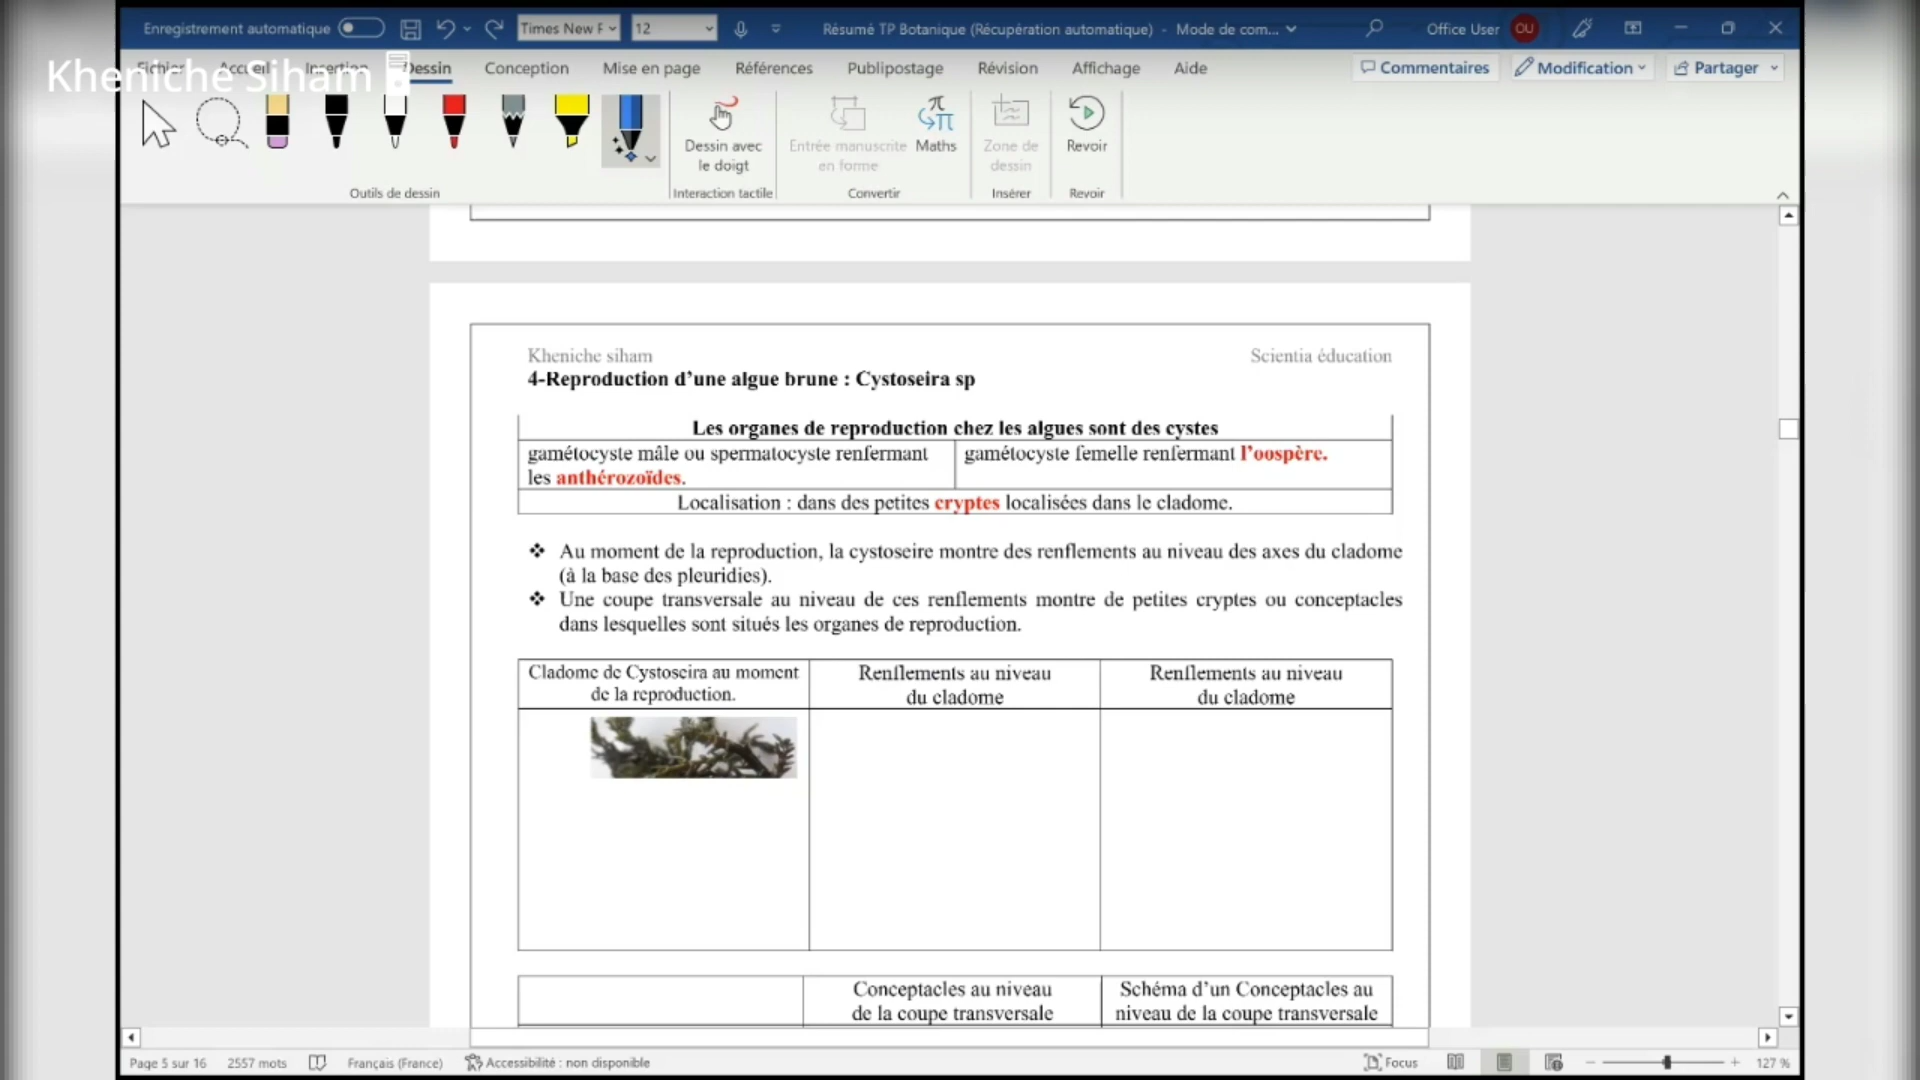 Enregistrement automatique
Times New F
12
Résumé TP Botanique (Récupération automatique) - Mode de com...
Office User
OU
Kheniche Siham
Fichier
Accueil
Insertion
Dessin
Conception
Mise en page
Références
Publipostage
Révision
Affichage
Aide
Commentaires
Modification
Partager
Dessin avec
le doigt
Entrée manuscrite
en forme
Maths
Zone de
dessin
Revoir
Outils de dessin
Interaction tactile
Convertir
Insérer
Revoir
Kheniche siham
Scientia éducation
4-Reproduction d’une algue brune : Cystoseira sp
Les organes de reproduction chez les algues sont des cystes
gamétocyste mâle ou spermatocyste renfermant
les anthérozoïdes.
gamétocyste femelle renfermant l’oospère.
Localisation : dans des petites cryptes localisées dans le cladome.
❖ Au moment de la reproduction, la cystoseire montre des renflements au niveau des axes du cladome
(à la base des pleuridies).
❖ Une coupe transversale au niveau de ces renflements montre de petites cryptes ou conceptacles
dans lesquelles sont situés les organes de reproduction.
Cladome de Cystoseira au moment
de la reproduction.
Renflements au niveau
du cladome
Renflements au niveau
du cladome
Conceptacles au niveau
de la coupe transversale
Schéma d’un Conceptacles au
niveau de la coupe transversale
Page 5 sur 16
2557 mots
Français (France)
Accessibilité : non disponible
Focus
127 %